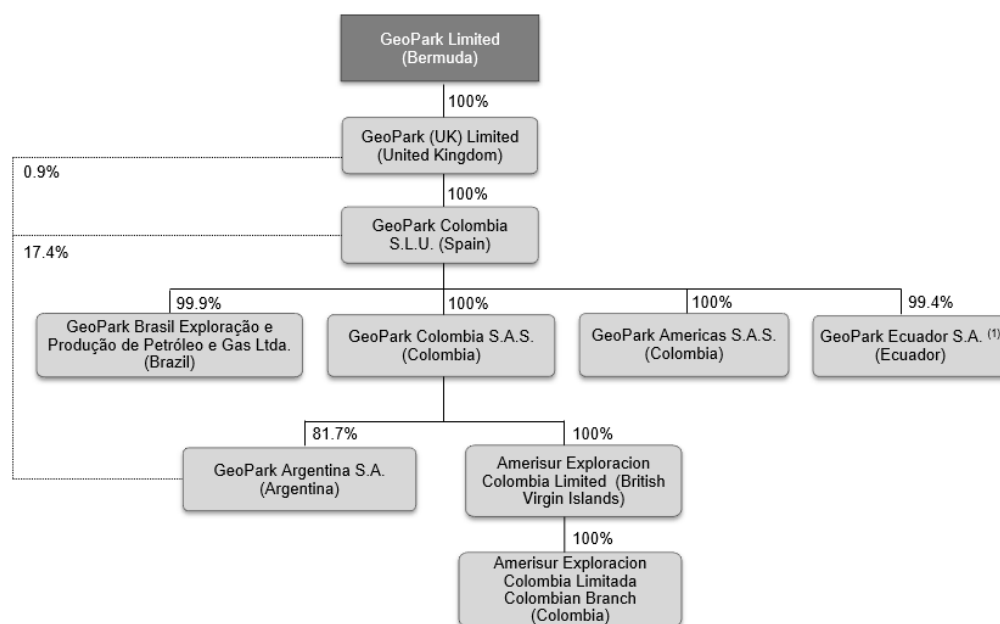 GeoPark Limited
(Bermuda)
100%
GeoPark (UK) Limited
(United Kingdom)
0.9%
100%
GeoPark Colombia
S.L.U. (Spain)
17.4%
99.9%
100%
100%
99.4%
GeoPark Brasil Exploração e
Produção de Petróleo e Gas Ltda.
(Brazil)
GeoPark Colombia S.A.S.
(Colombia)
GeoPark Americas S.A.S.
(Colombia)
GeoPark Ecuador S.A. (1)
(Ecuador)
81.7%
100%
GeoPark Argentina S.A.
(Argentina)
Amerisur Exploracion
Colombia Limited (British
Virgin Islands)
100%
Amerisur Exploracion
Colombia Limitada
Colombian Branch
(Colombia)